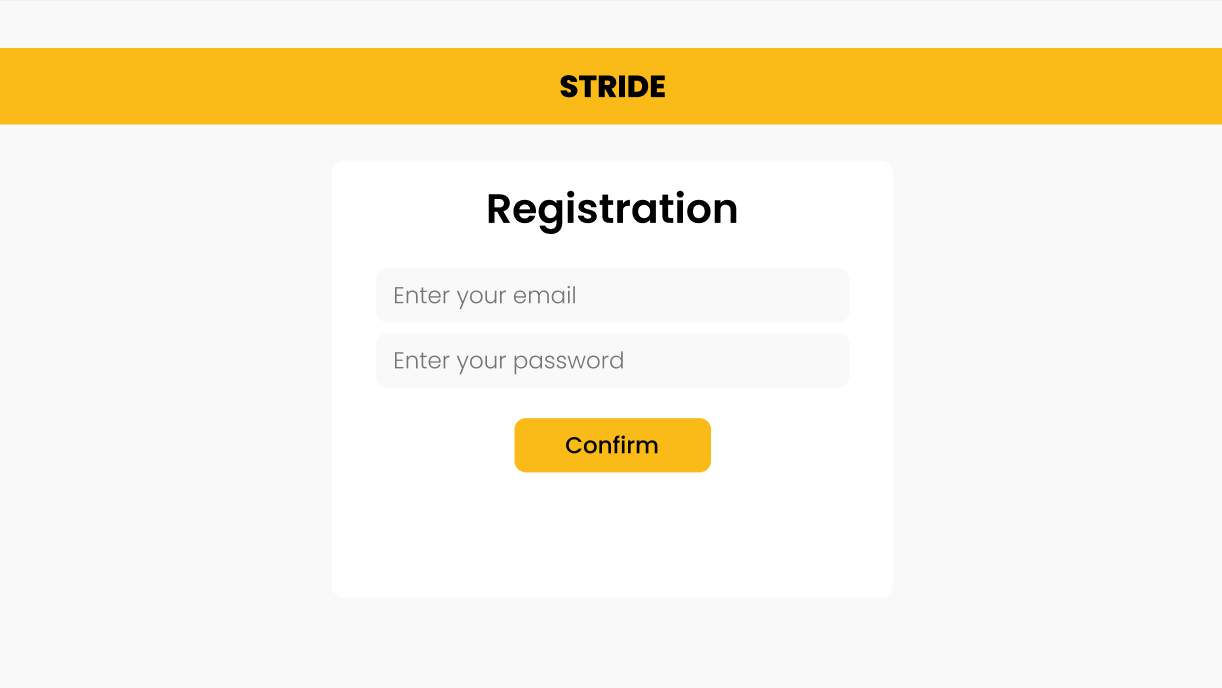 STRIDE
Registration
Enter your email
Enter your password
Confirm